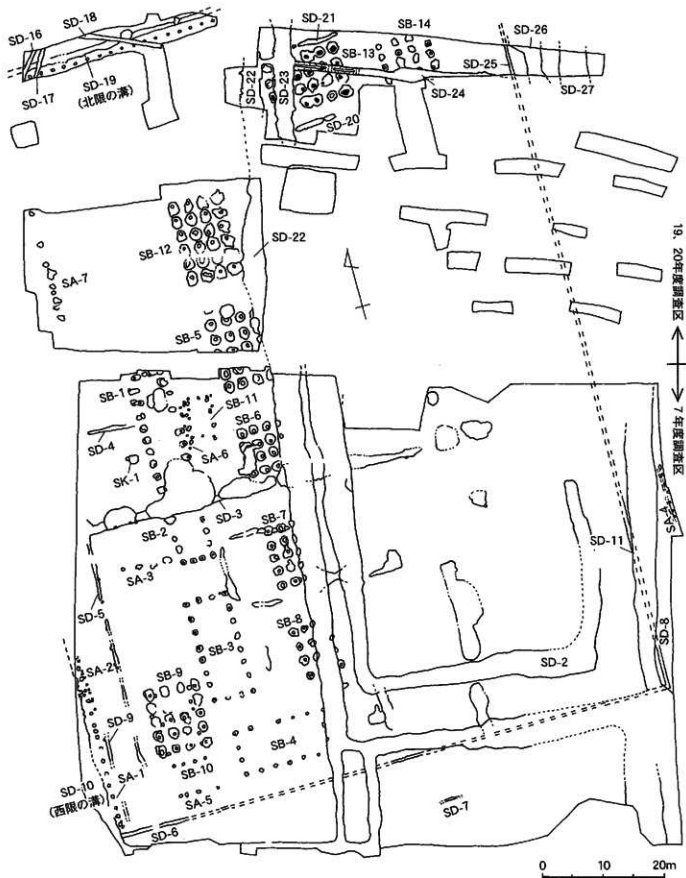 SD-16
SD-18
SD-17
SD-19
(北限の溝)
SD-21
SB-14
SD-26
SB-13
SD-22
SD-23
SD-25
SD-24
SD-27
SD-20
SB-12
SD-22
SA-7
SB-5
19、20年度調査区
7年度調査区
SB-1
SB-11
SD-4
SB-6
SA-6
SK-1
SD-3
SB-7
SB-2
SA-4
SD-11
SA-3
SD-5
SB-8
SD-8
SA-2
SB-9
SB-3
SD-2
SD-9
SB-4
SD-10
(西限の溝)
SA-1
SB-10
SA-5
SD-6
SD-7
0 10 20m